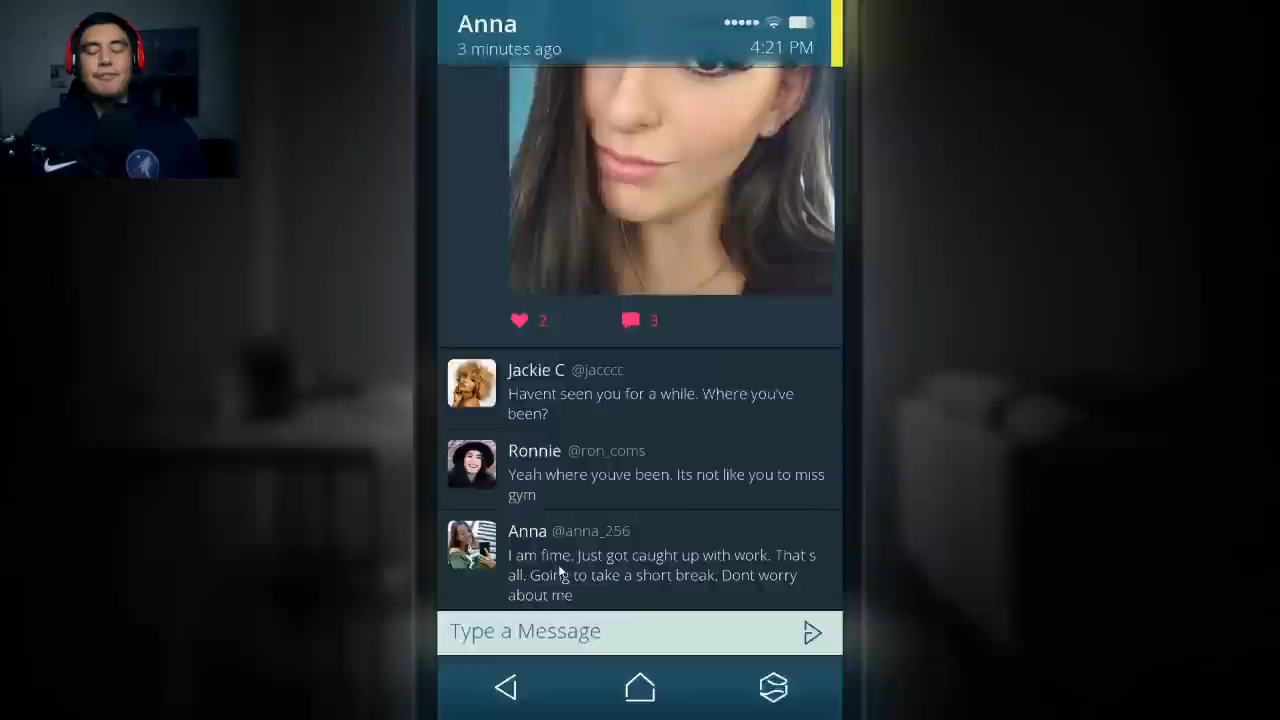 Anna
3 minutes ago
4:21 PM
2
3
Jackie C @jacccc
Havent seen you for a while. Where you've
been?
Ronnie @ron_coms
Yeah where youve been. Its not like you to miss
gym
Anna @anna_256
I am fime, Just got caught up with work. That s
all. Going to take a short break. Dont worry
about me
Type a Message